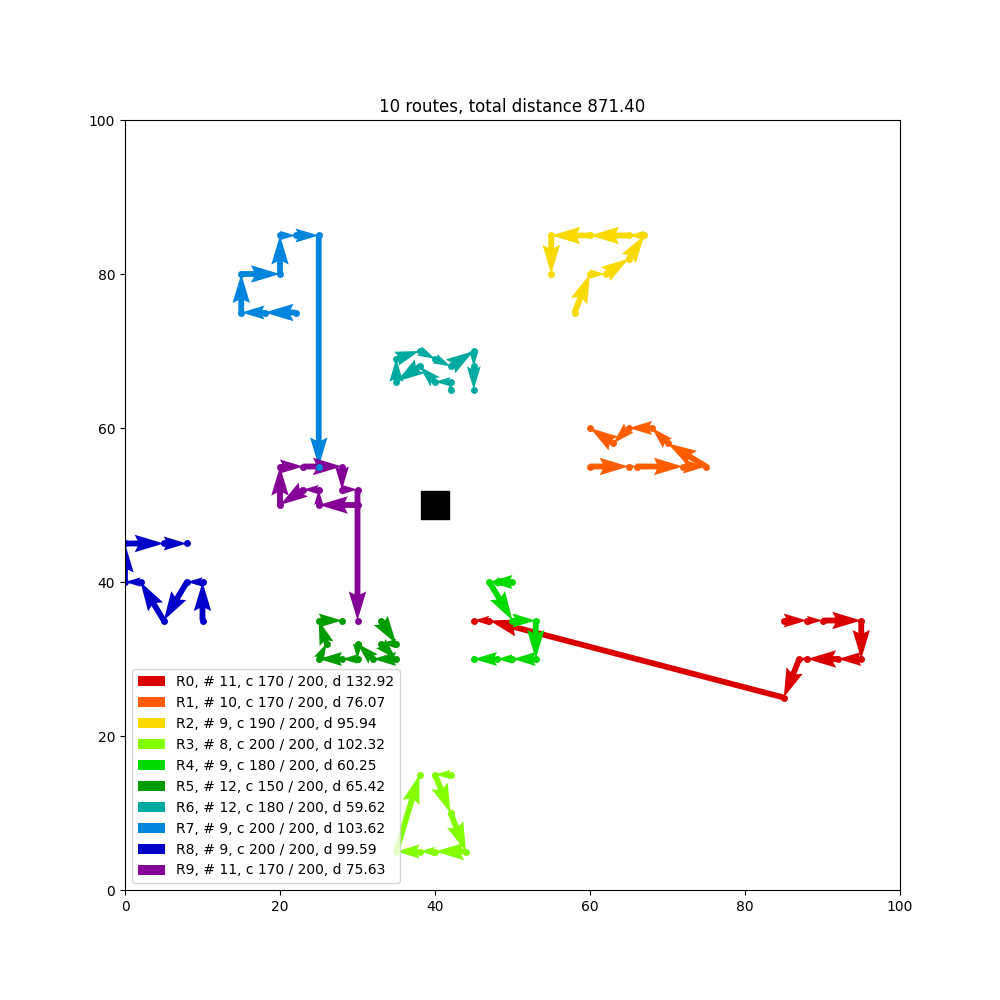 10 routes, total distance 871.40
100
80
60
40
20
0
R0, # 11, c 170 / 200, d 132.92
R1, # 10, c 170 / 200, d 76.07
R2, # 9, c 190 / 200, d 95.94
R3, # 8, c 200 / 200, d 102.32
R4, # 9, c 180 / 200, d 60.25
R5, # 12, c 150 / 200, d 65.42
R6, # 12, c 180 / 200, d 59.62
R7, # 9, c 200 / 200, d 103.62
R8, # 9, c 200 / 200, d 99.59
R9, # 11, c 170 / 200, d 75.63
0 20 40 60 80 100